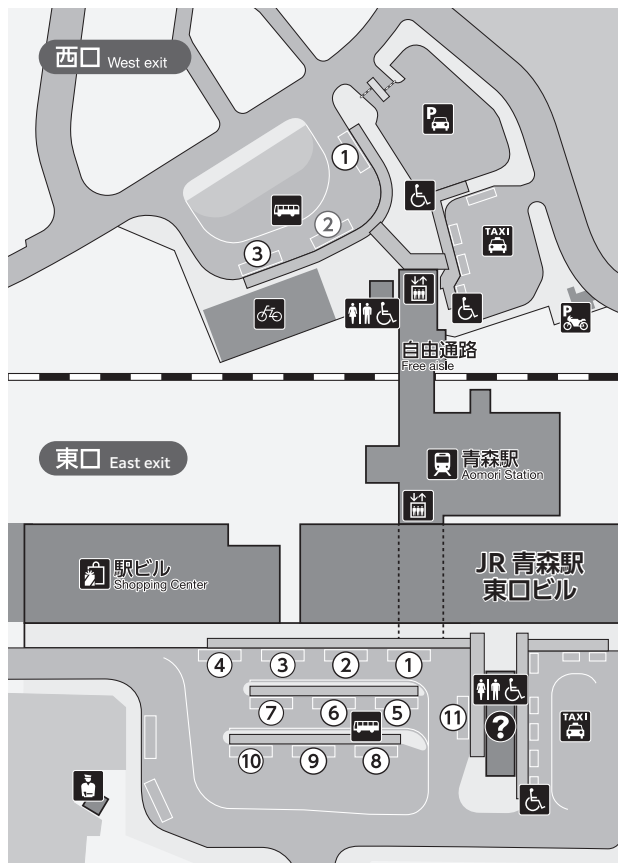 西口 West exit
P
1
2
3
TAXI
P
自由通路
Free aisle
東口 East exit
青森駅
Aomori Station
駅ビル
Shopping Center
JR 青森駅
東口ビル
4
3
2
1
7
6
5
11
?
TAXI
10
9
8